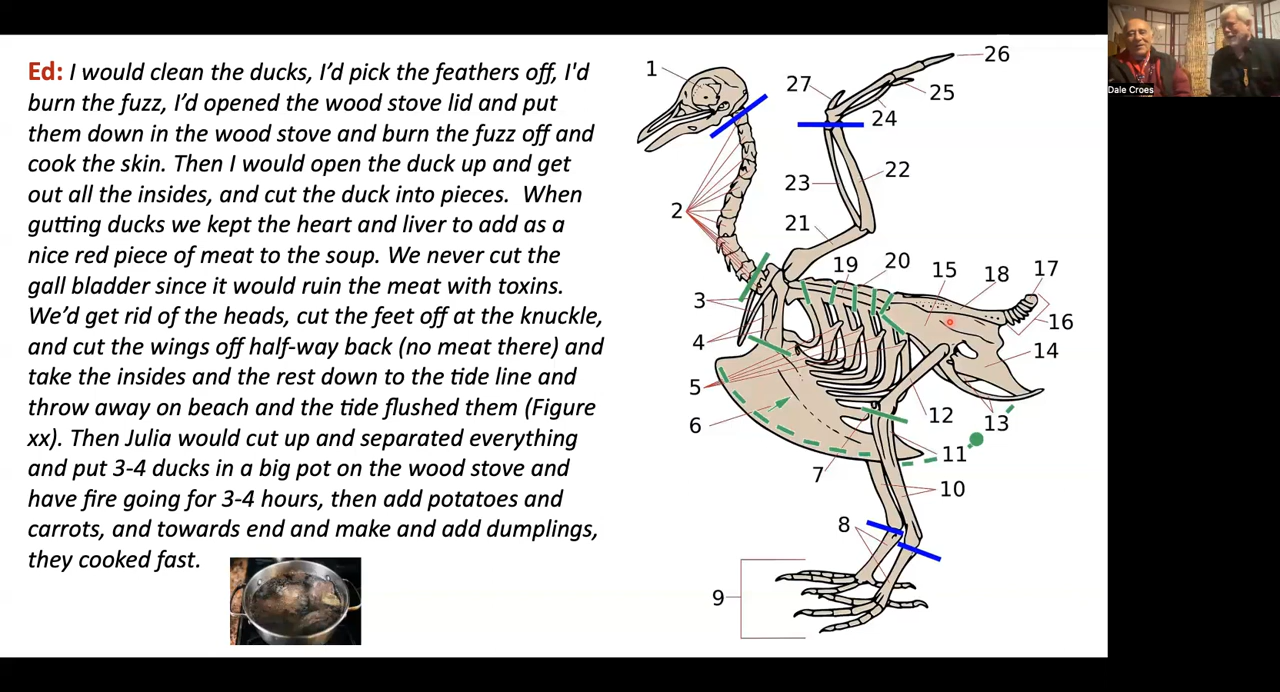 Ed: I would clean the ducks, I’d pick the feathers off, I'd
burn the fuzz, I’d opened the wood stove lid and put
them down in the wood stove and burn the fuzz off and
cook the skin. Then I would open the duck up and get
out all the insides, and cut the duck into pieces.  When
gutting ducks we kept the heart and liver to add as a
nice red piece of meat to the soup. We never cut the
gall bladder since it would ruin the meat with toxins.
We’d get rid of the heads, cut the feet off at the knuckle,
and cut the wings off half-way back (no meat there) and
take the insides and the rest down to the tide line and
throw away on beach and the tide flushed them (Figure
xx). Then Julia would cut up and separated everything
and put 3-4 ducks in a big pot on the wood stove and
have fire going for 3-4 hours, then add potatoes and
carrots, and towards end and make and add dumplings,
they cooked fast.
1
26
27
25
24
23
22
2
21
19
20
15
18
17
3
16
4
14
5
12
13
6
11
7
10
8
9
Dale Croes